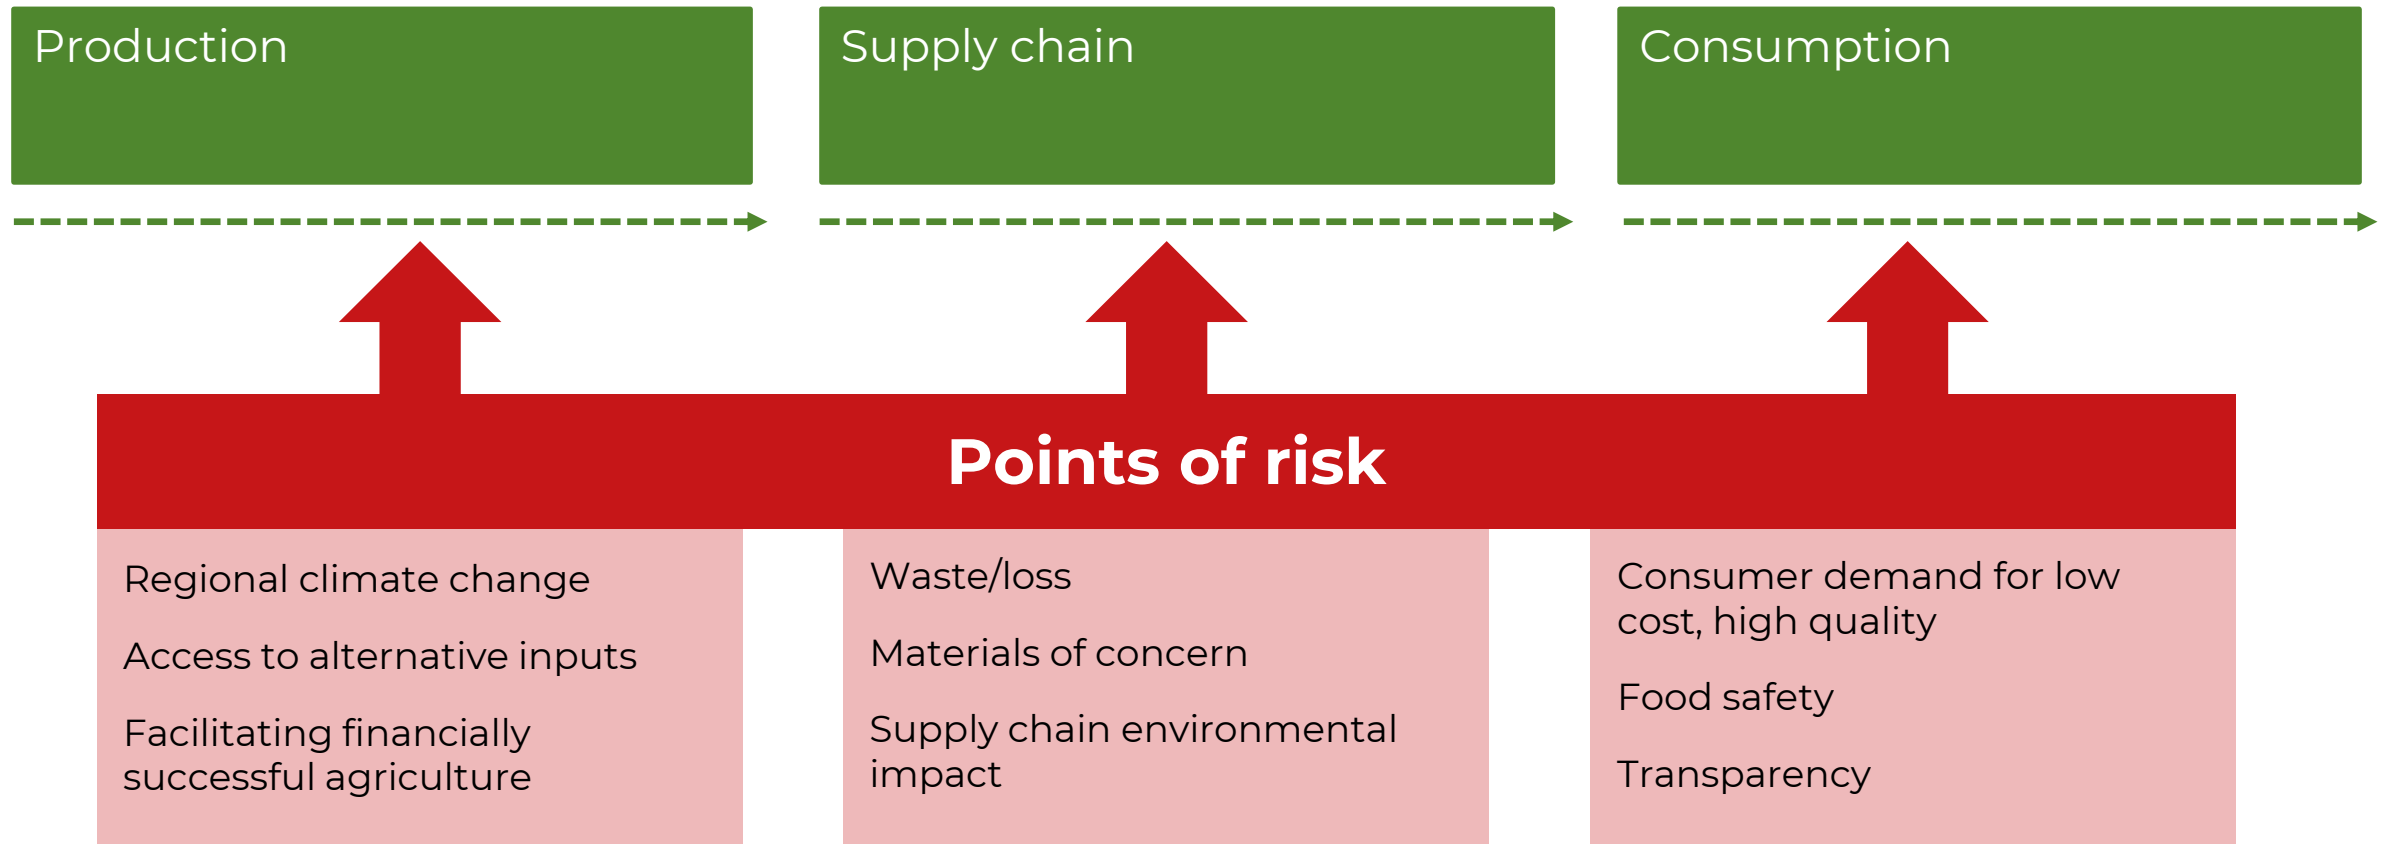 Production
Supply chain
Consumption
Points of risk
Regional climate change
Access to alternative inputs
Facilitating financially
successful agriculture
Waste/loss
Materials of concern
Supply chain environmental
impact
Consumer demand for low
cost, high quality
Food safety
Transparency